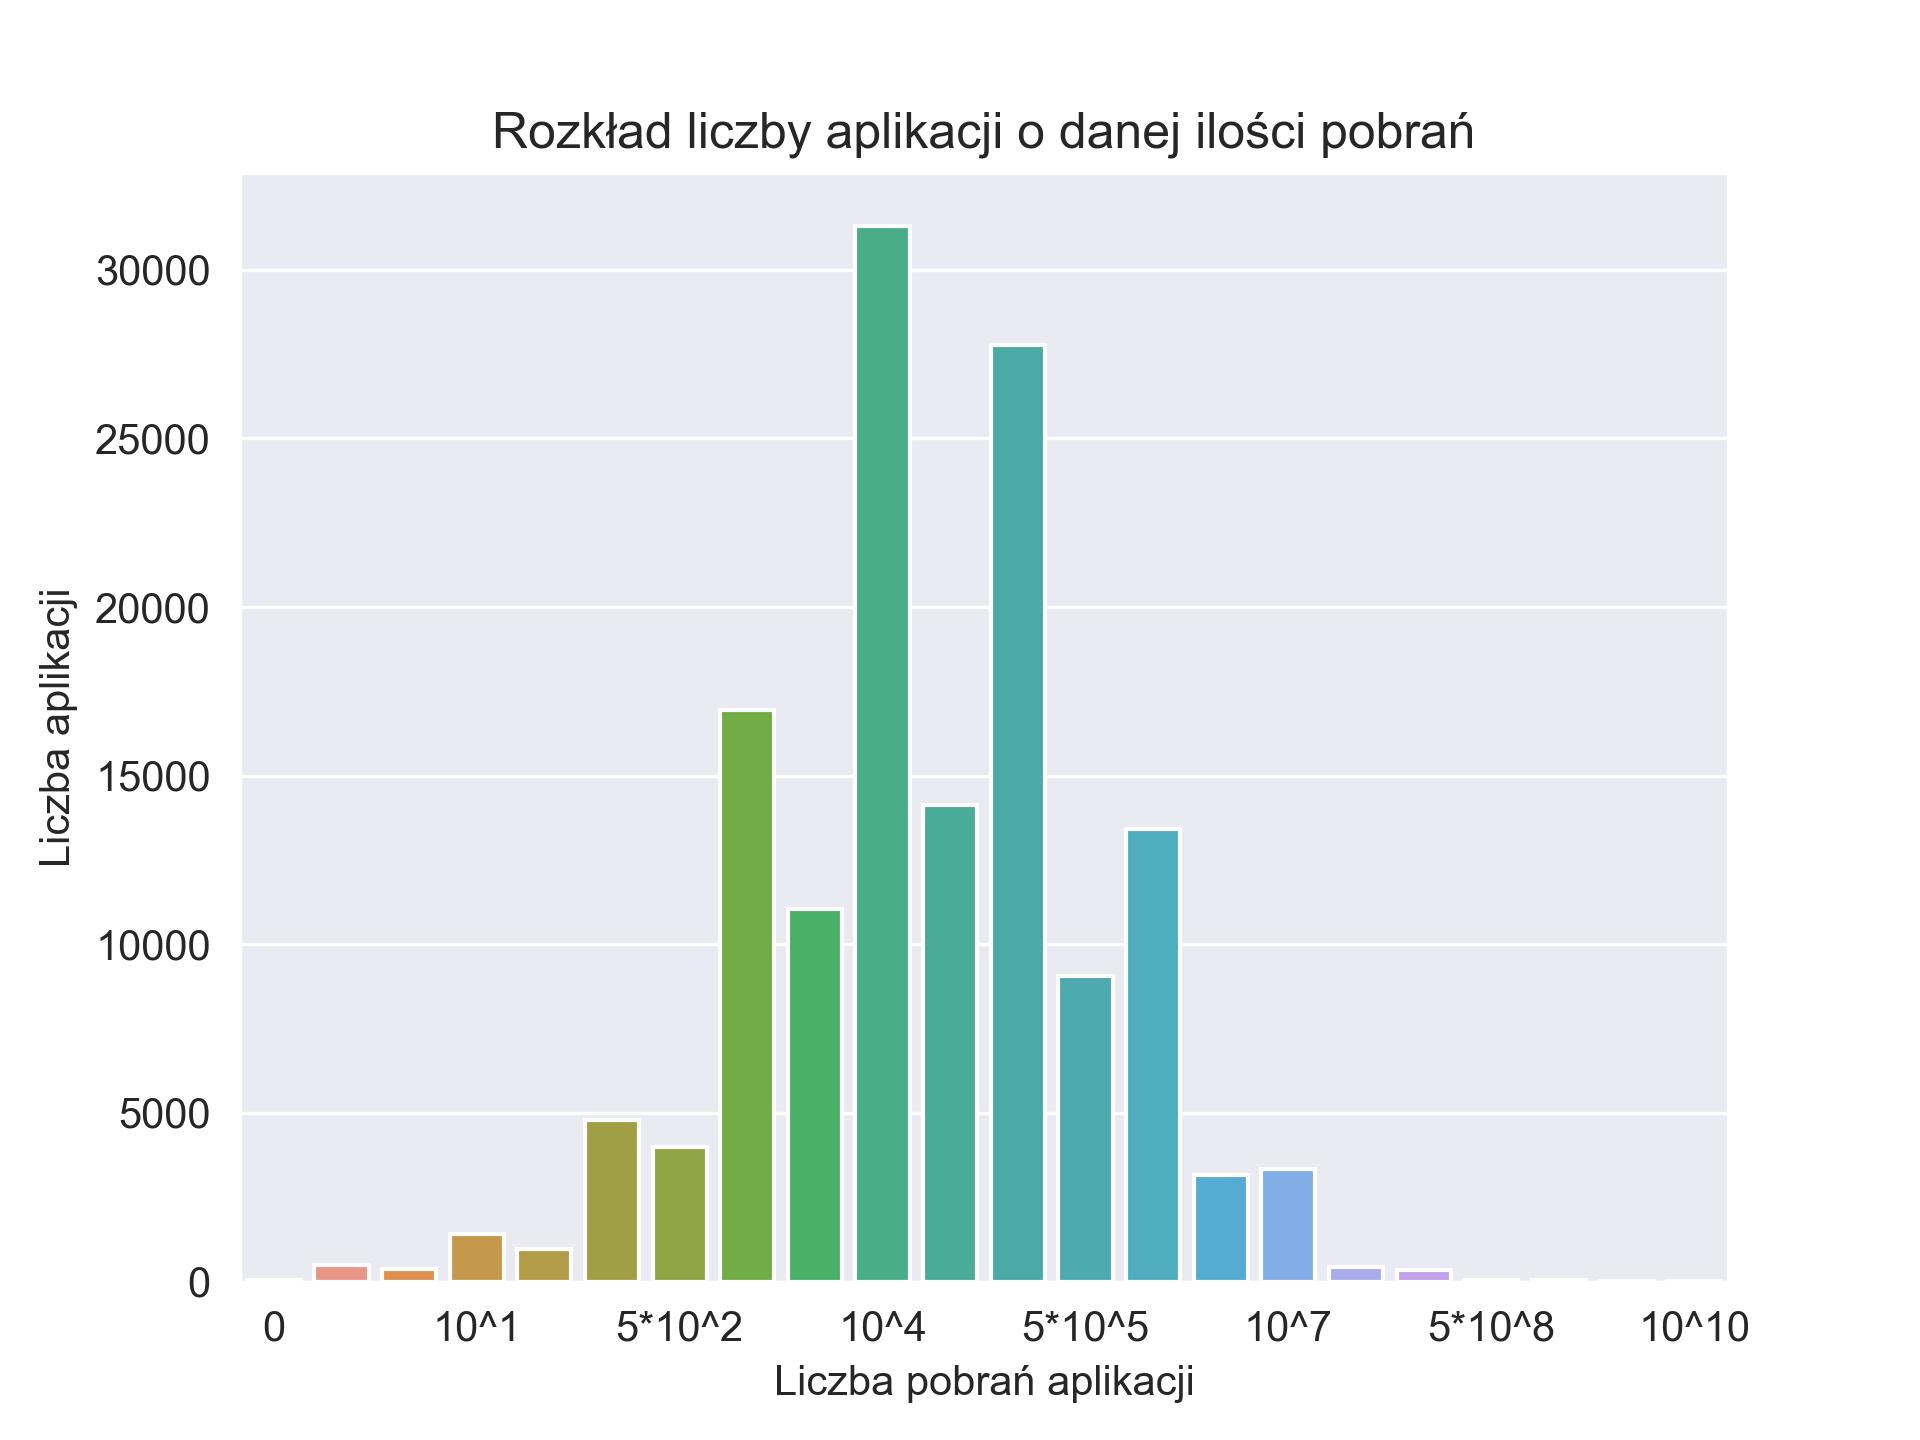 Rozkład liczby aplikacji o danej ilości pobrań
30000
25000
20000
15000
10000
5000
0
Liczba aplikacji
0 10^1 5*10^2 10^4 5*10^5 10^7 5*10^8 10^10
Liczba pobrań aplikacji